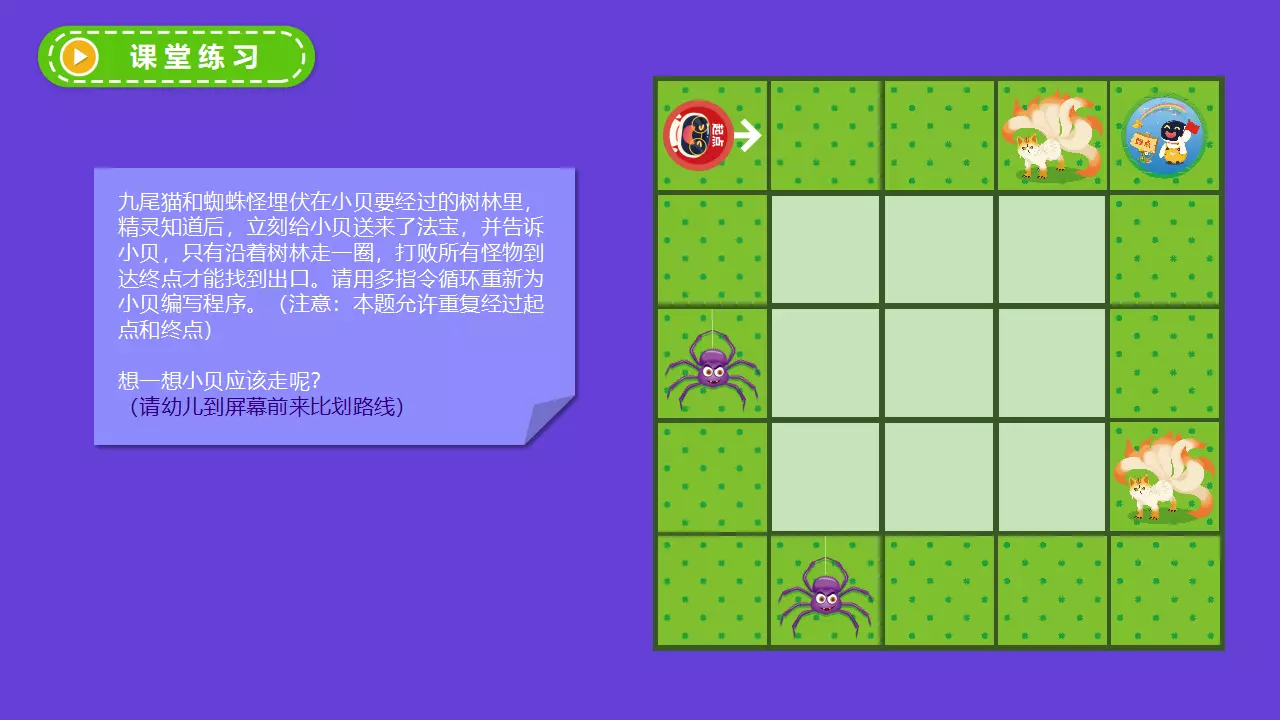 课堂练习
九尾猫和蜘蛛怪埋伏在小贝要经过的树林里，
精灵知道后，立刻给小贝送来了法宝，并告诉
小贝，只有沿着树林走一圈，打败所有怪物到
达终点才能找到出口。请用多指令循环重新为
小贝编写程序。（注意：本题允许重复经过起
点和终点）
想一想小贝应该走呢？
（请幼儿到屏幕前来比划路线）
起点
终点